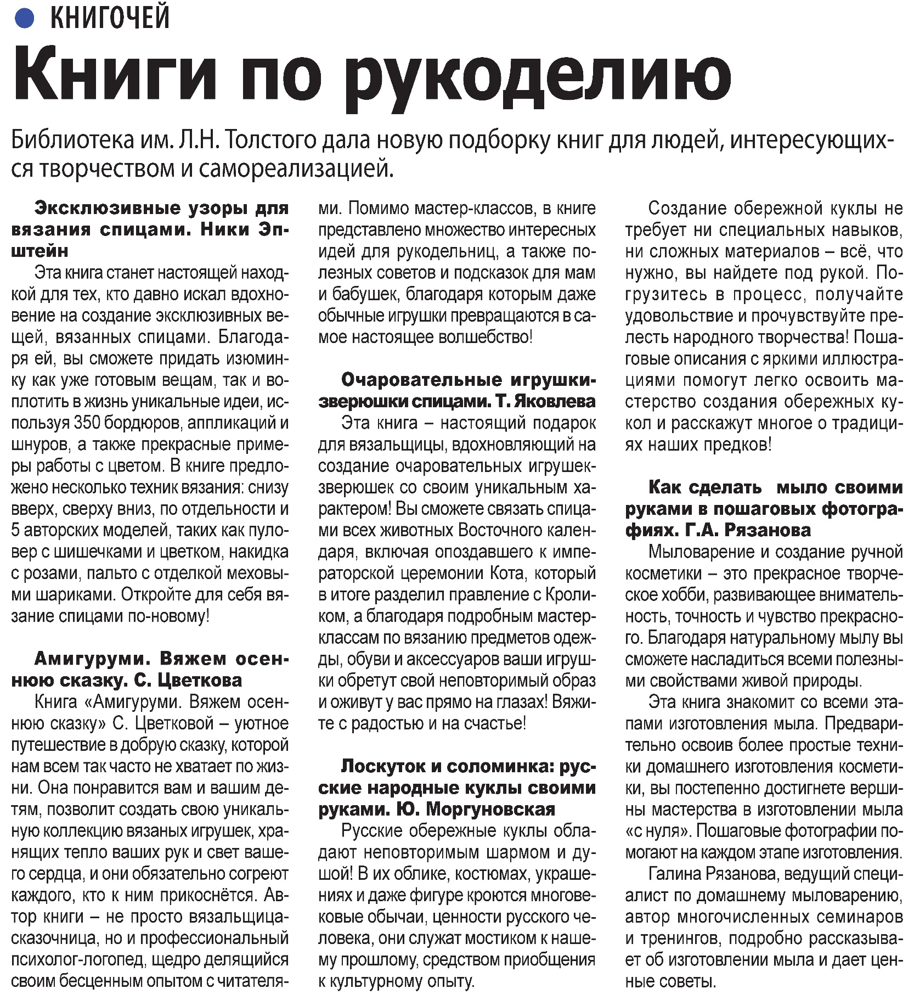 КНИГОЧЕЙ
Книги по рукоделию
Библиотека им. Л.Н. Толстого дала новую подборку книг для людей, интересующих-
ся творчеством и самореализацией.
Эксклюзивные узоры для
вязания спицами. Ники Эп-
штейн
Эта книга станет настоящей наход-
кой для тех, кто давно искал вдохно-
вение на создание эксклюзивных ве-
щей, вязанных спицами. Благода-
ря ей, вы сможете придать изюмин-
ку как уже готовым вещам, так и во-
плотить в жизнь уникальные идеи, ис-
пользуя 350 бордюров, аппликаций и
шнуров, а также прекрасные приме-
ры работы с цветом. В книге предло-
жено несколько техник вязания: снизу
вверх, сверху вниз, по отдельности и
5 авторских моделей, таких как пуло-
вер с шишечками и цветком, накидка
с розами, пальто с отделкой меховы-
ми шариками. Откройте для себя вя-
зание спицами по-новому!
Амигуруми. Вяжем осен-
нюю сказку. С. Цветкова
Книга «Амигуруми. Вяжем осен-
нюю сказку» С. Цветковой – уютное
путешествие в добрую сказку, которой
нам всем так часто не хватает по жиз-
ни. Она понравится вам и вашим де-
тям, позволит создать свою уникаль-
ную коллекцию вязаных игрушек, хра-
нящих тепло ваших рук и свет ваше-
го сердца, и они обязательно согреют
каждого, кто к ним прикоснётся. Ав-
тор книги – не просто вязальщица-
сказочница, но и профессиональный
психолог-логопед, щедро делящийся
своим бесценным опытом с читателя-
ми. Помимо мастер-классов, в книге
представлено множество интересных
идей для рукодельниц, а также по-
лезных советов и подсказок для мам
и бабушек, благодаря которым даже
обычные игрушки превращаются в са-
мое настоящее волшебство!
Очаровательные игрушки-
зверюшки спицами. Т. Яковлева
Эта книга – настоящий подарок
для вязальщицы, вдохновляющий на
создание очаровательных игрушек-
зверюшек со своим уникальным ха-
рактером! Вы сможете связать спица-
ми всех животных Восточного кален-
даря, включая опоздавшего к импе-
раторской церемонии Кота, который
в итоге разделил правление с Кроли-
ком, а благодаря подробным мастер-
классам по вязанию предметов одеж-
ды, обуви и аксессуаров ваши игруш-
ки обретут свой неповторимый образ
и оживут у вас прямо на глазах! Вяжи-
те с радостью и на счастье!
Лоскуток и соломинка: рус-
ские народные куклы своими
руками. Ю. Моргуновская
Русские обережные куклы обла-
дают неповторимым шармом и ду-
шой! В их облике, костюмах, украше-
ниях и даже фигуре кроются многове-
ковые обычаи, ценности русского че-
ловека, они служат мостиком к наше-
му прошлому, средством приобщения
к культурному опыту.
Создание обережной куклы не
требует ни специальных навыков,
ни сложных материалов – всё, что
нужно, вы найдете под рукой. По-
грузитесь в процесс, получайте
удовольствие и прочувствуйте пре-
лесть народного творчества! Поша-
говые описания с яркими иллюстра-
циями помогут легко освоить ма-
стерство создания обережных ку-
кол и расскажут многое о традици-
ях наших предков!
Как сделать  мыло своими
руками в пошаговых фотогра-
фиях. Г.А. Рязанова
Мыловарение и создание ручной
косметики – это прекрасное творче-
ское хобби, развивающее вниматель-
ность, точность и чувство прекрасно-
го. Благодаря натуральному мылу вы
сможете насладиться всеми полезны-
ми свойствами живой природы.
Эта книга знакомит со всеми эта-
пами изготовления мыла. Предвари-
тельно освоив более простые техни-
ки домашнего изготовления космети-
ки, вы постепенно достигнете верши-
ны мастерства в изготовлении мыла
«с нуля». Пошаговые фотографии по-
могают на каждом этапе изготовления.
Галина Рязанова, ведущий специ-
алист по домашнему мыловарению,
автор многочисленных семинаров
и тренингов, подробно рассказыва-
ет об изготовлении мыла и дает цен-
ные советы.